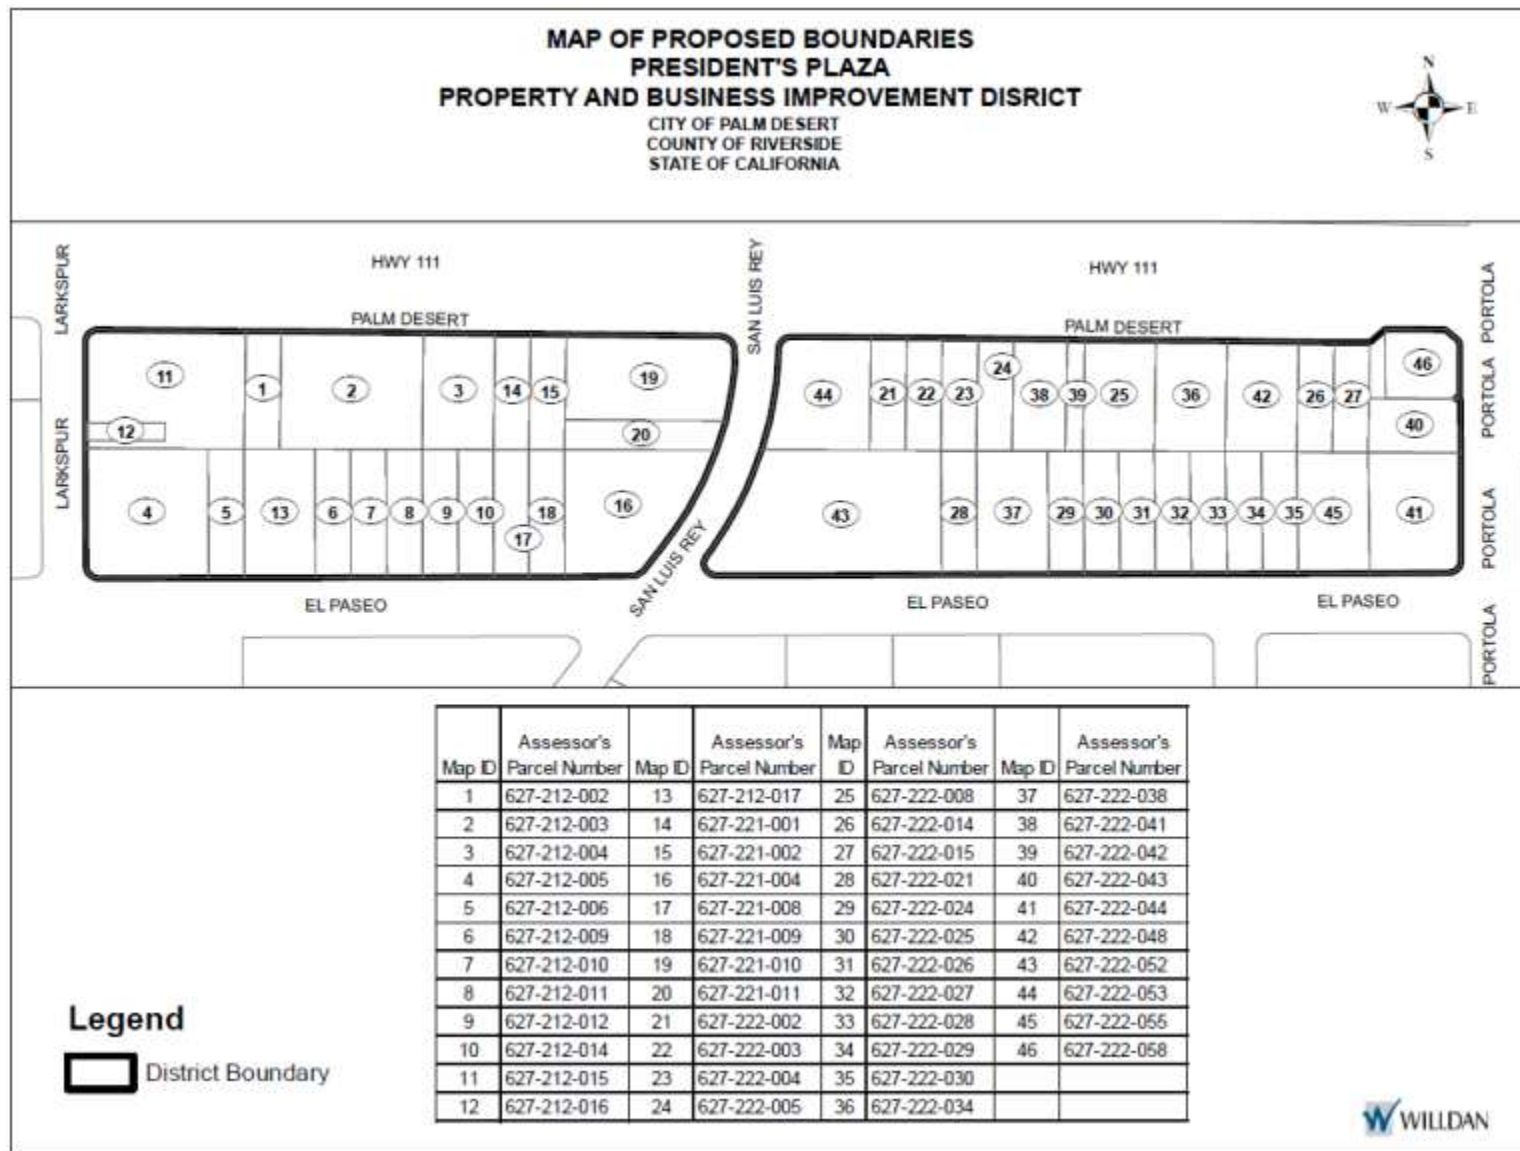 MAP OF PROPOSED BOUNDARIES
PRESIDENT'S PLAZA
PROPERTY AND BUSINESS IMPROVEMENT DISRICT
CITY OF PALM DESERT
COUNTY OF RIVERSIDE
STATE OF CALIFORNIA
N
W E
S
LARKSPUR
HWY 111
SAN LUIS REY
HWY 111
PORTOLA
PALM DESERT
PALM DESERT
11 1 2 3 14 15 19
44 21 22 23 24 38 39 25 36 42 26 27 46
PORTOLA
12 20 40
LARKSPUR
4 5 13 6 7 8 9 10 17 18 16
43 28 37 29 30 31 32 33 34 35 45 41
PORTOLA
SAN LUIS REY
EL PASEO
EL PASEO
EL PASEO
PORTOLA
Map ID Assessor's Parcel Number Map ID Assessor's Parcel Number Map ID Assessor's Parcel Number Map ID Assessor's Parcel Number
1 627-212-002 13 627-212-017 25 627-222-008 37 627-222-038
2 627-212-003 14 627-221-001 26 627-222-014 38 627-222-041
3 627-212-004 15 627-221-002 27 627-222-015 39 627-222-042
4 627-212-005 16 627-221-004 28 627-222-021 40 627-222-043
5 627-212-006 17 627-221-008 29 627-222-024 41 627-222-044
6 627-212-009 18 627-221-009 30 627-222-025 42 627-222-048
7 627-212-010 19 627-221-010 31 627-222-026 43 627-222-052
8 627-212-011 20 627-221-011 32 627-222-027 44 627-222-053
9 627-212-012 21 627-222-002 33 627-222-028 45 627-222-055
10 627-212-014 22 627-222-003 34 627-222-029 46 627-222-058
11 627-212-015 23 627-222-004 35 627-222-030
12 627-212-016 24 627-222-005 36 627-222-034
Legend
District Boundary
WILLDAN